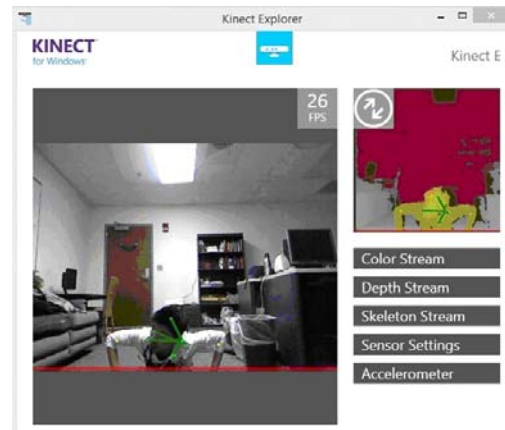 Kinect Explorer
KINECT
for Windows
Kinect E
26
FPS
Color Stream
Depth Stream
Skeleton Stream
Sensor Settings
Accelerometer